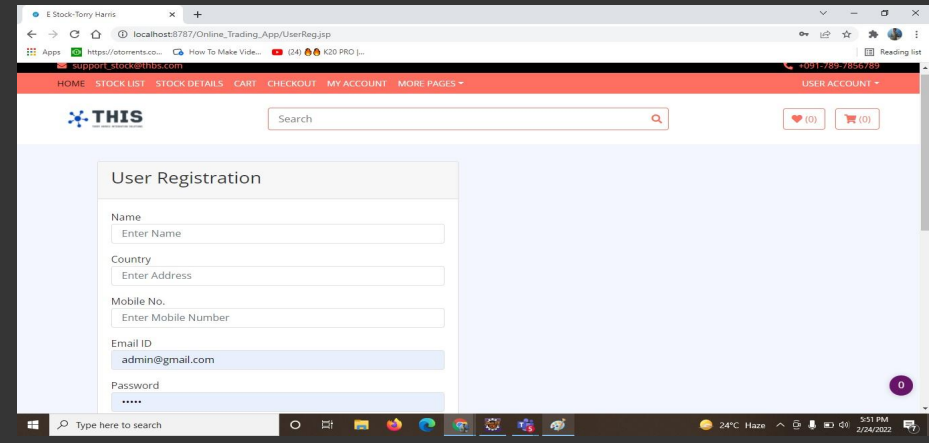 E Stock-Torry Harris
localhost:8787/Online_Trading_App/UserReg.jsp
Apps https://otorrents.co... How To Make Vide... (24) 🔥🔥 K20 PRO |... Reading list
support_stock@thbs.com +091-789-7856789
HOME STOCK LIST STOCK DETAILS CART CHECKOUT MY ACCOUNT MORE PAGES USER ACCOUNT
THIS Search (0) (0)
User Registration
Name
Enter Name
Country
Enter Address
Mobile No.
Enter Mobile Number
Email ID
admin@gmail.com
Password
•••••
0
Type here to search 24°C Haze 5:51 PM
2/24/2022